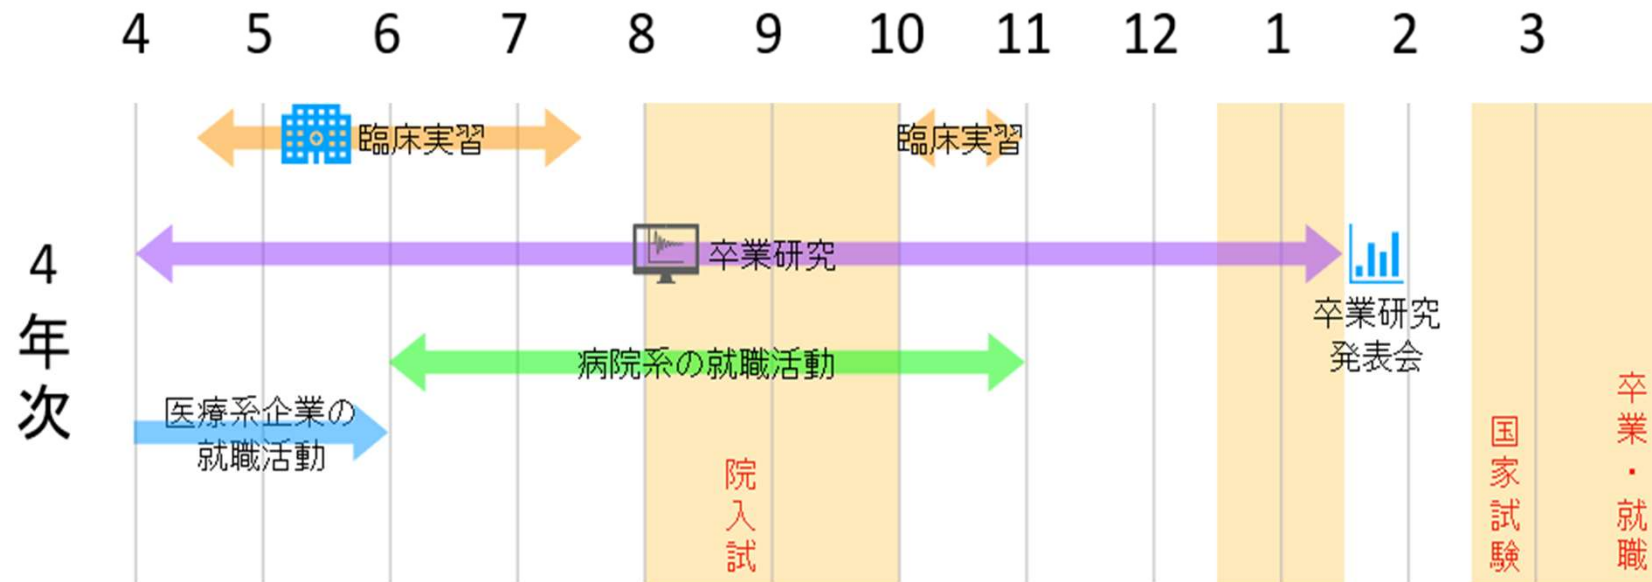 4 5 6 7 8 9 10 11 12 1 2 3
4年次
臨床実習
臨床実習
卒業研究
卒業研究
発表会
病院系の就職活動
医療系企業の
就職活動
院入試
国家試験
卒業・就職